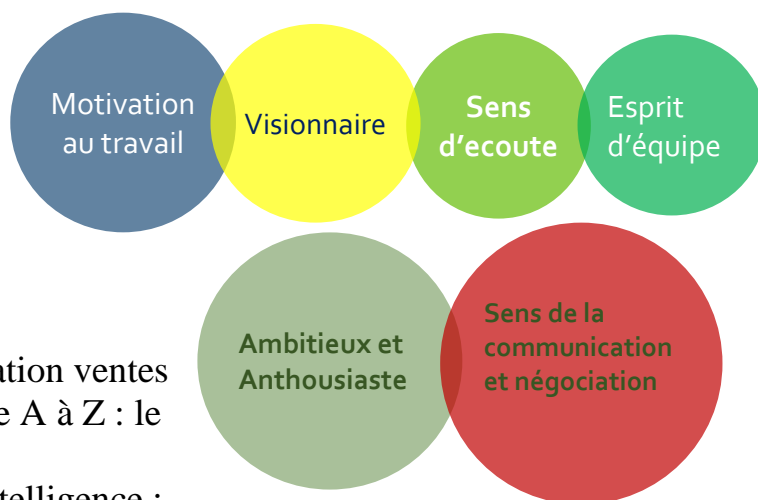 Motivation
au travail
Visionnaire
Sens
d'ecoute
Esprit
d'équipe
Ambitieux et
Anthousiaste
Sens de la
communication
et négociation
ventes
A à Z : le